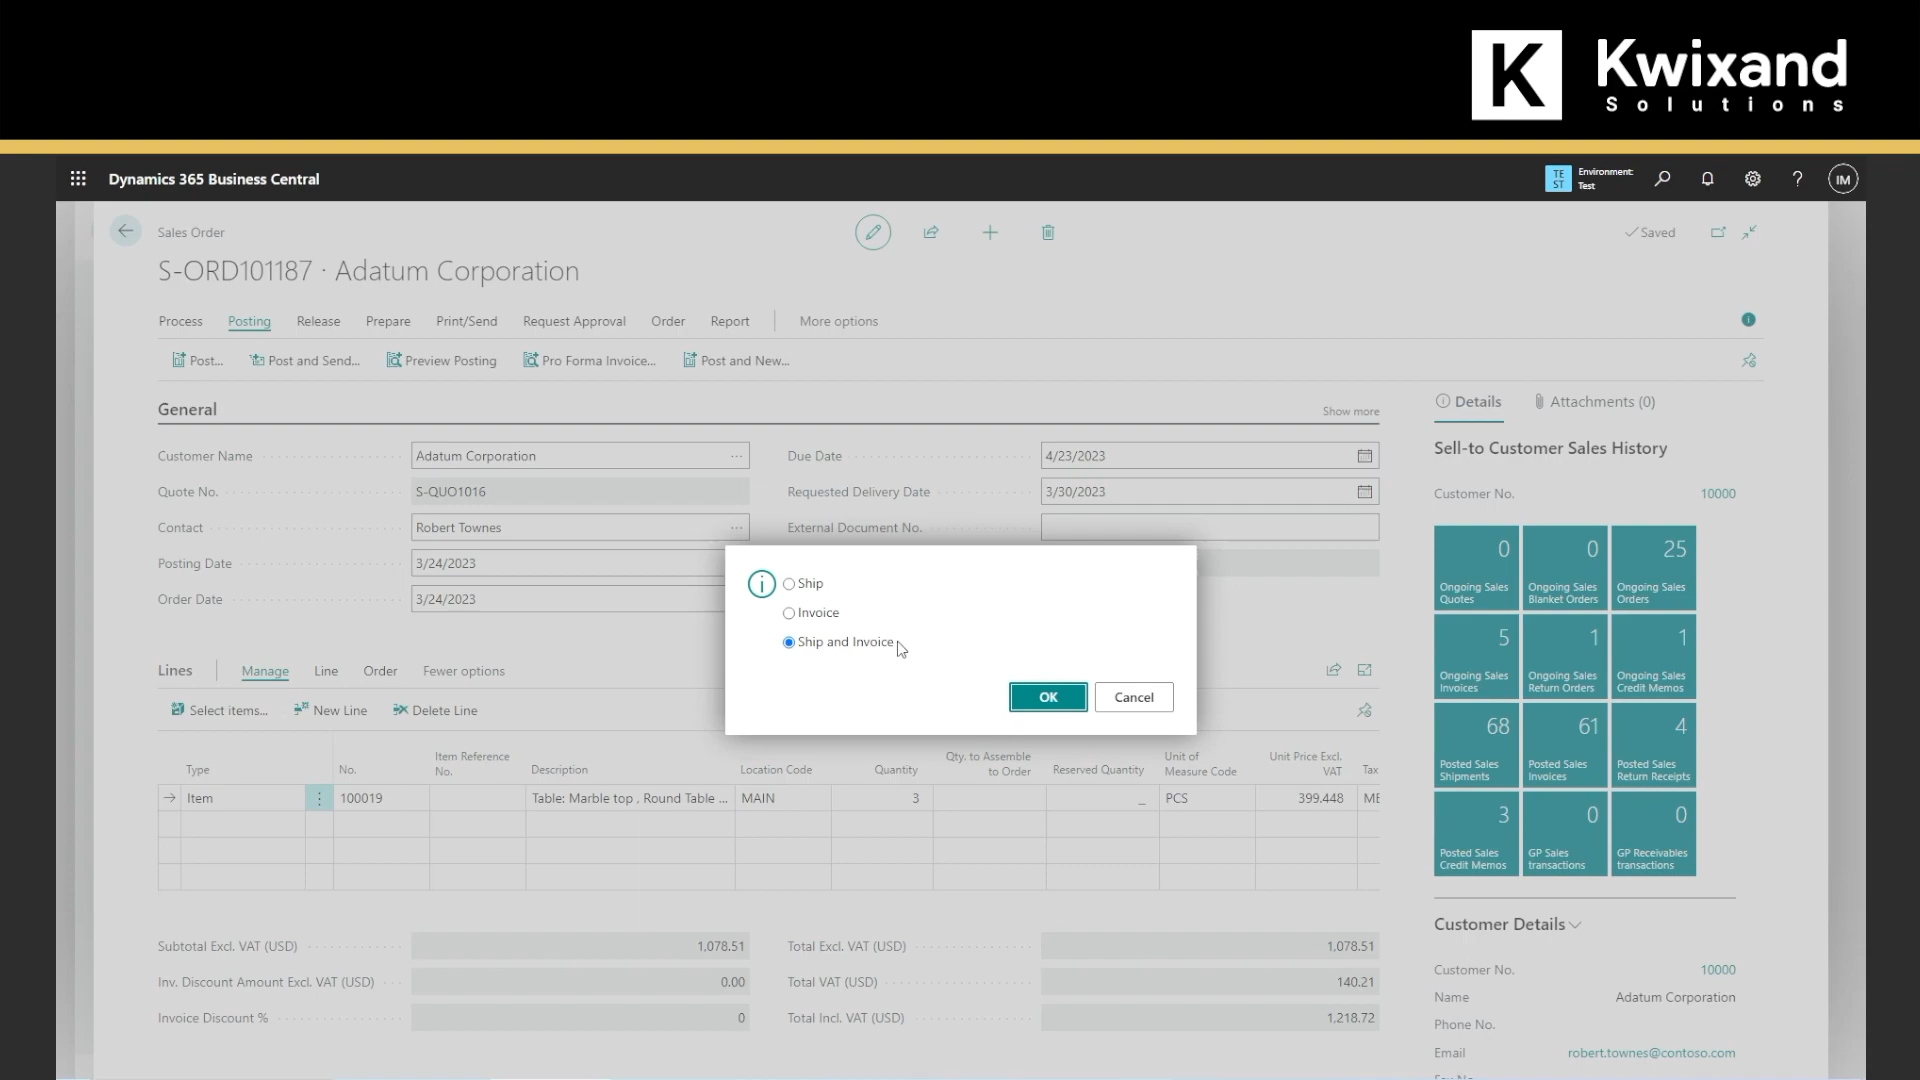 K Kwixand
Solutions
Dynamics 365 Business Central
TE
ST
Environment:
Test
IM
Sales Order
Saved
S-ORD101187 · Adatum Corporation
Process Posting Release Prepare Print/Send Request Approval Order Report More options
Post... Post and Send... Preview Posting Pro Forma Invoice... Post and New...
General
Show more
Customer Name Adatum Corporation
Quote No. S-QUO1016
Contact Robert Townes
Posting Date 3/24/2023
Order Date 3/24/2023
Due Date 4/23/2023
Requested Delivery Date 3/30/2023
External Document No.
Ship
Invoice
Ship and Invoice
OK Cancel
Lines Manage Line Order Fewer options
Select items... New Line Delete Line
Type No. Item Reference No. Description Location Code Quantity Qty. to Assemble to Order Reserved Quantity Unit of Measure Code Unit Price Excl. VAT Tax
Item 100019 Table: Marble top , Round Table ... MAIN 3 _ PCS 399.448
Subtotal Excl. VAT (USD) 1,078.51
Inv. Discount Amount Excl. VAT (USD) 0.00
Invoice Discount % 0
Total Excl. VAT (USD) 1,078.51
Total VAT (USD) 140.21
Total Incl. VAT (USD) 1,218.72
Details Attachments (0)
Sell-to Customer Sales History
Customer No. 10000
0 Ongoing Sales Quotes
0 Ongoing Sales Blanket Orders
25 Ongoing Sales Orders
5 Ongoing Sales Invoices
1 Ongoing Sales Return Orders
1 Ongoing Sales Credit Memos
68 Posted Sales Shipments
61 Posted Sales Invoices
4 Posted Sales Return Receipts
3 Posted Sales Credit Memos
0 GP Sales transactions
0 GP Receivables transactions
Customer Details
Customer No. 10000
Name Adatum Corporation
Phone No.
Email robert.townes@contoso.com